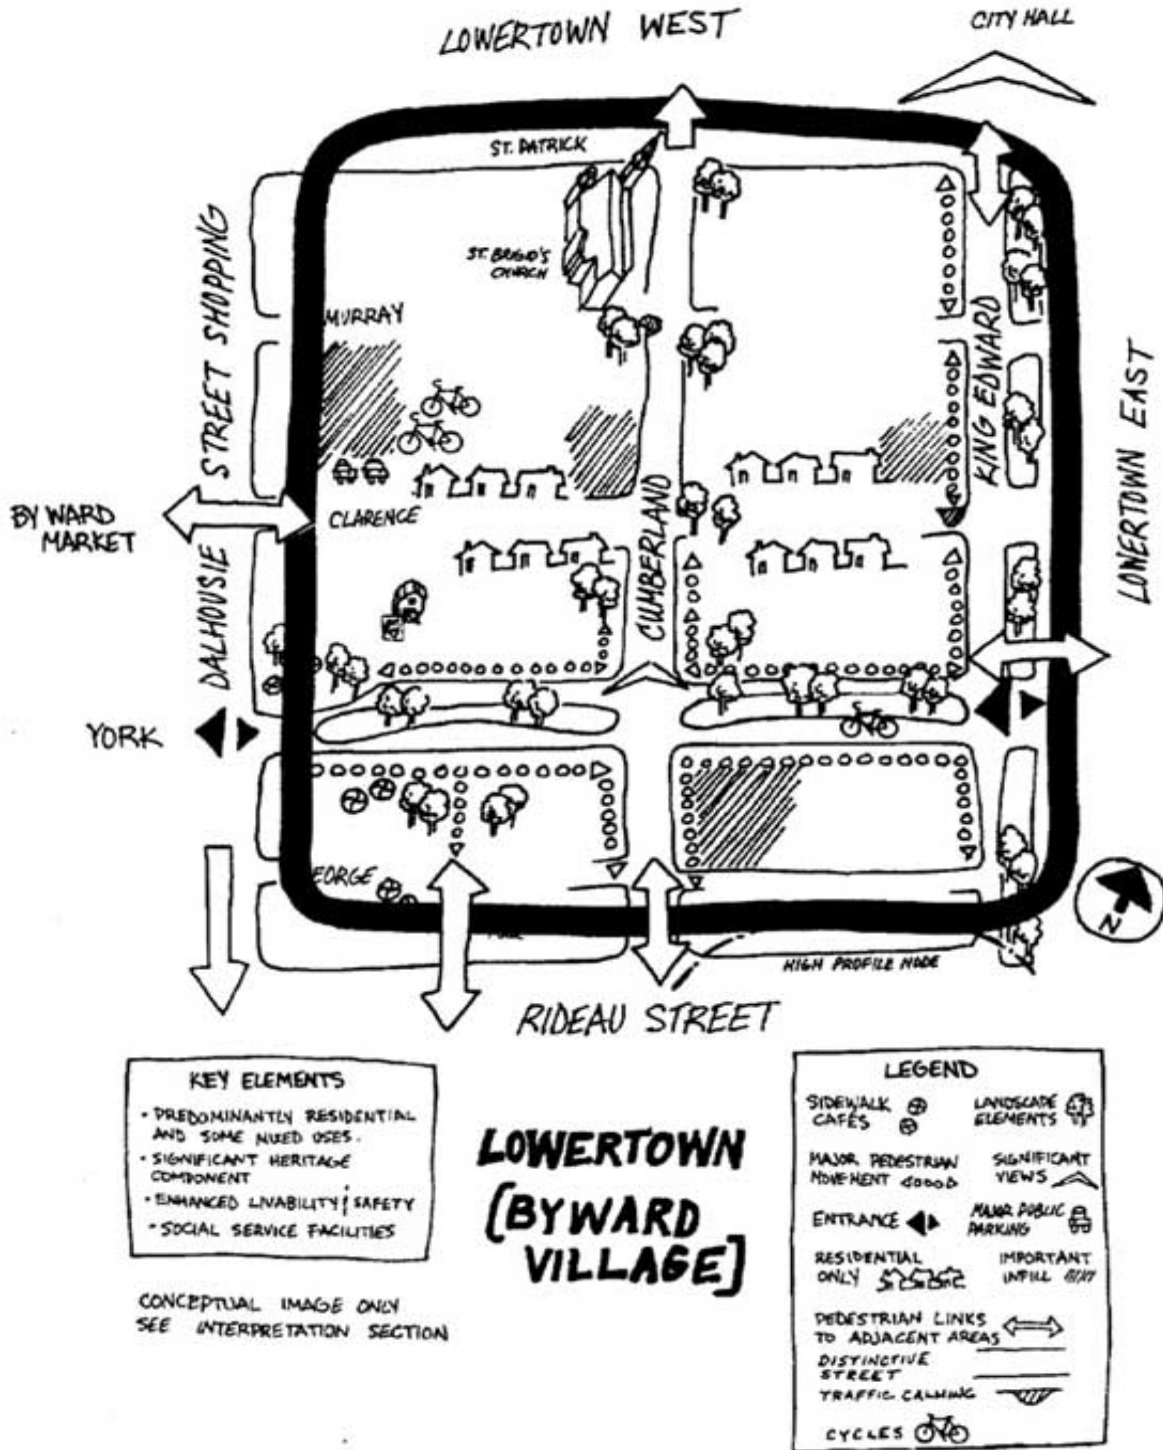 LOWERTOWN WEST
CITY HALL
ST. PATRICK
ST. BRIGID'S
CHURCH
DALHOUSIE STREET SHOPPING
MURRAY
KING EDWARD
LOWERTOWN EAST
BY WARD
MARKET
CLARENCE
CUMBERLAND
YORK
EORGE
N
HIGH PROFILE NODE
RIDEAU STREET
KEY ELEMENTS
• PREDOMINANTLY RESIDENTIAL
AND SOME MIXED USES.
• SIGNIFICANT HERITAGE
COMPONENT
• ENHANCED LIVABILITY & SAFETY
• SOCIAL SERVICE FACILITIES
CONCEPTUAL IMAGE ONLY
SEE INTERPRETATION SECTION
LOWERTOWN
[BYWARD
VILLAGE]
LEGEND
SIDEWALK
CAFES
LANDSCAPE
ELEMENTS
MAJOR PEDESTRIAN
MOVEMENT
SIGNIFICANT
VIEWS
ENTRANCE
MAJOR PUBLIC
PARKING
RESIDENTIAL
ONLY
IMPORTANT
INFILL
PEDESTRIAN LINKS
TO ADJACENT AREAS
DISTINCTIVE
STREET
TRAFFIC CALMING
CYCLES